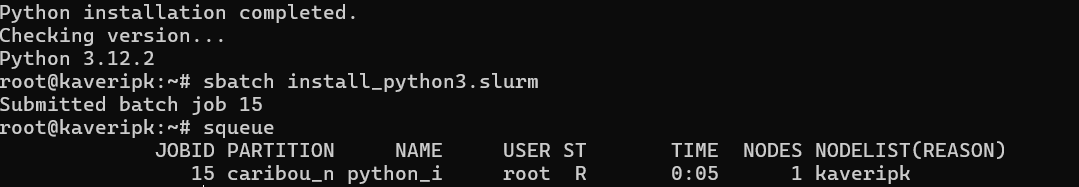 Python installation completed.
Checking version...
Python 3.12.2
root@kaveripk:~# sbatch install_python3.slurm
Submitted batch job 15
root@kaveripk:~# squeue
JOBID PARTITION NAME USER ST TIME NODES NODELIST(REASON)
15 caribou_n python_i root R 0:05 1 kaveripk